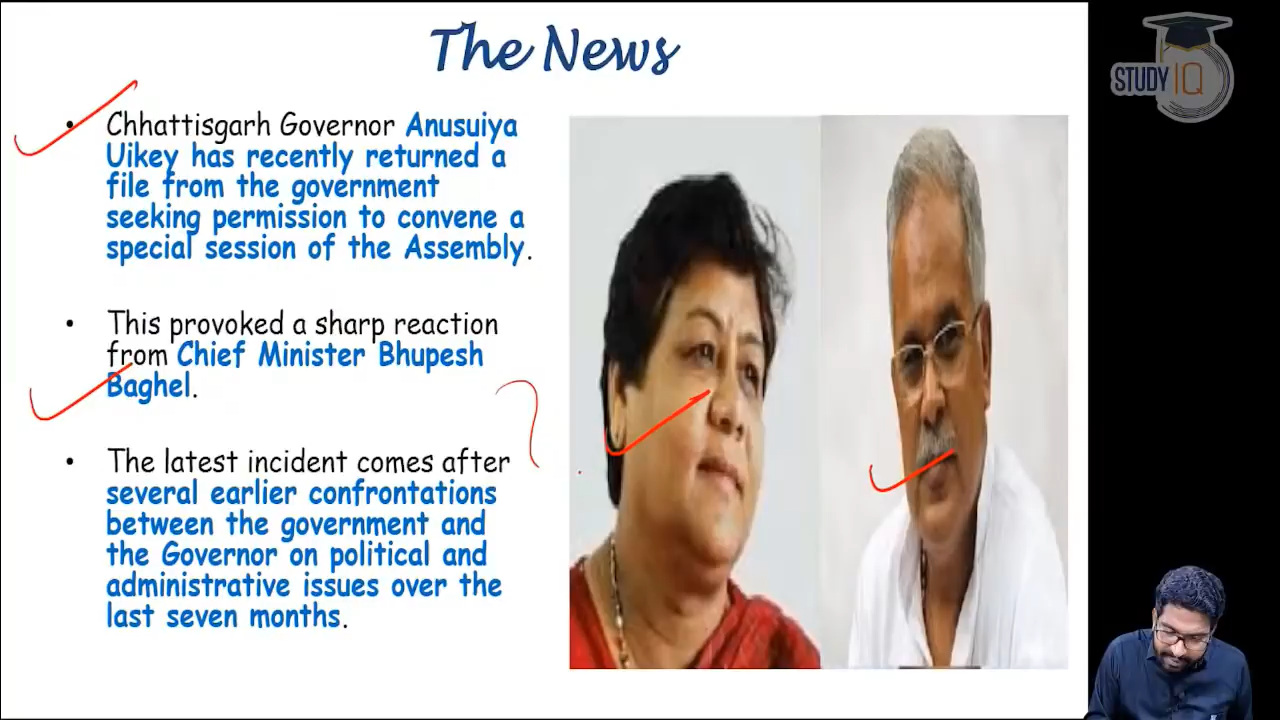 The News
• Chhattisgarh Governor Anusuiya
Uikey has recently returned a
file from the government
seeking permission to convene a
special session of the Assembly.
• This provoked a sharp reaction
from Chief Minister Bhupesh
Baghel.
• The latest incident comes after
several earlier confrontations
between the government and
the Governor on political and
administrative issues over the
last seven months.
STUDY IQ